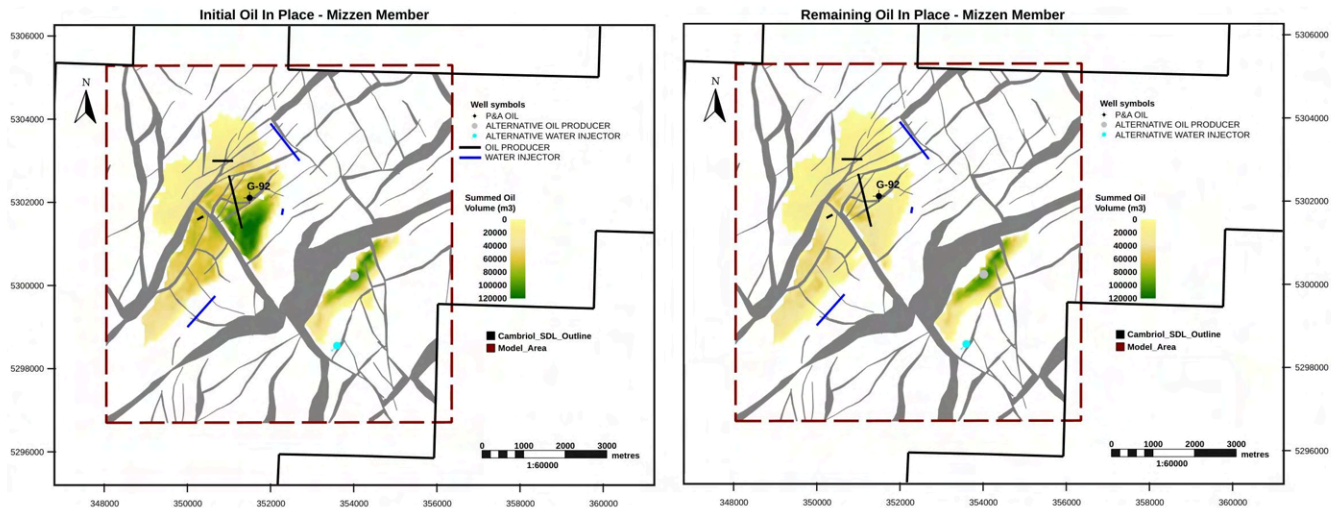 Initial Oil In Place - Mizzen Member
5306000
5304000
5302000
5300000
5298000
5296000
N
G-92
Well symbols
P&A OIL
ALTERNATIVE OIL PRODUCER
ALTERNATIVE WATER INJECTOR
OIL PRODUCER
WATER INJECTOR
Summed Oil
Volume (m3)
0
20000
40000
60000
80000
100000
120000
Cambriol_SDL_Outline
Model_Area
0 1000 2000 3000
metres
1:60000
348000 350000 352000 354000 356000 358000 360000
Remaining Oil In Place - Mizzen Member
N
G-92
Well symbols
P&A OIL
ALTERNATIVE OIL PRODUCER
ALTERNATIVE WATER INJECTOR
Summed Oil
Volume (m3)
0
20000
40000
60000
80000
100000
120000
Cambriol_SDL_Outline
Model_Area
0 1000 2000 3000
metres
1:60000
5306000
5304000
5302000
5300000
5298000
5296000
348000 350000 352000 354000 356000 358000 360000